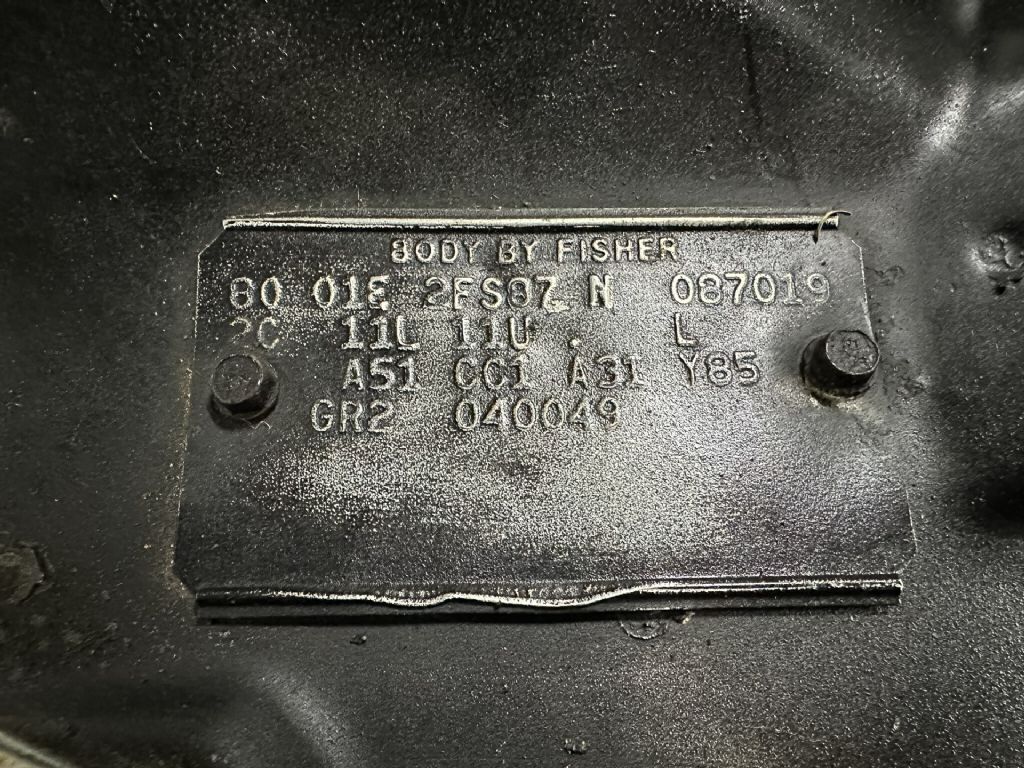 BODY BY FISHER
80 01E 2FS87 N 087019
2C 11L 11U . L
A51 CC1 A31 Y85
GR2 040049